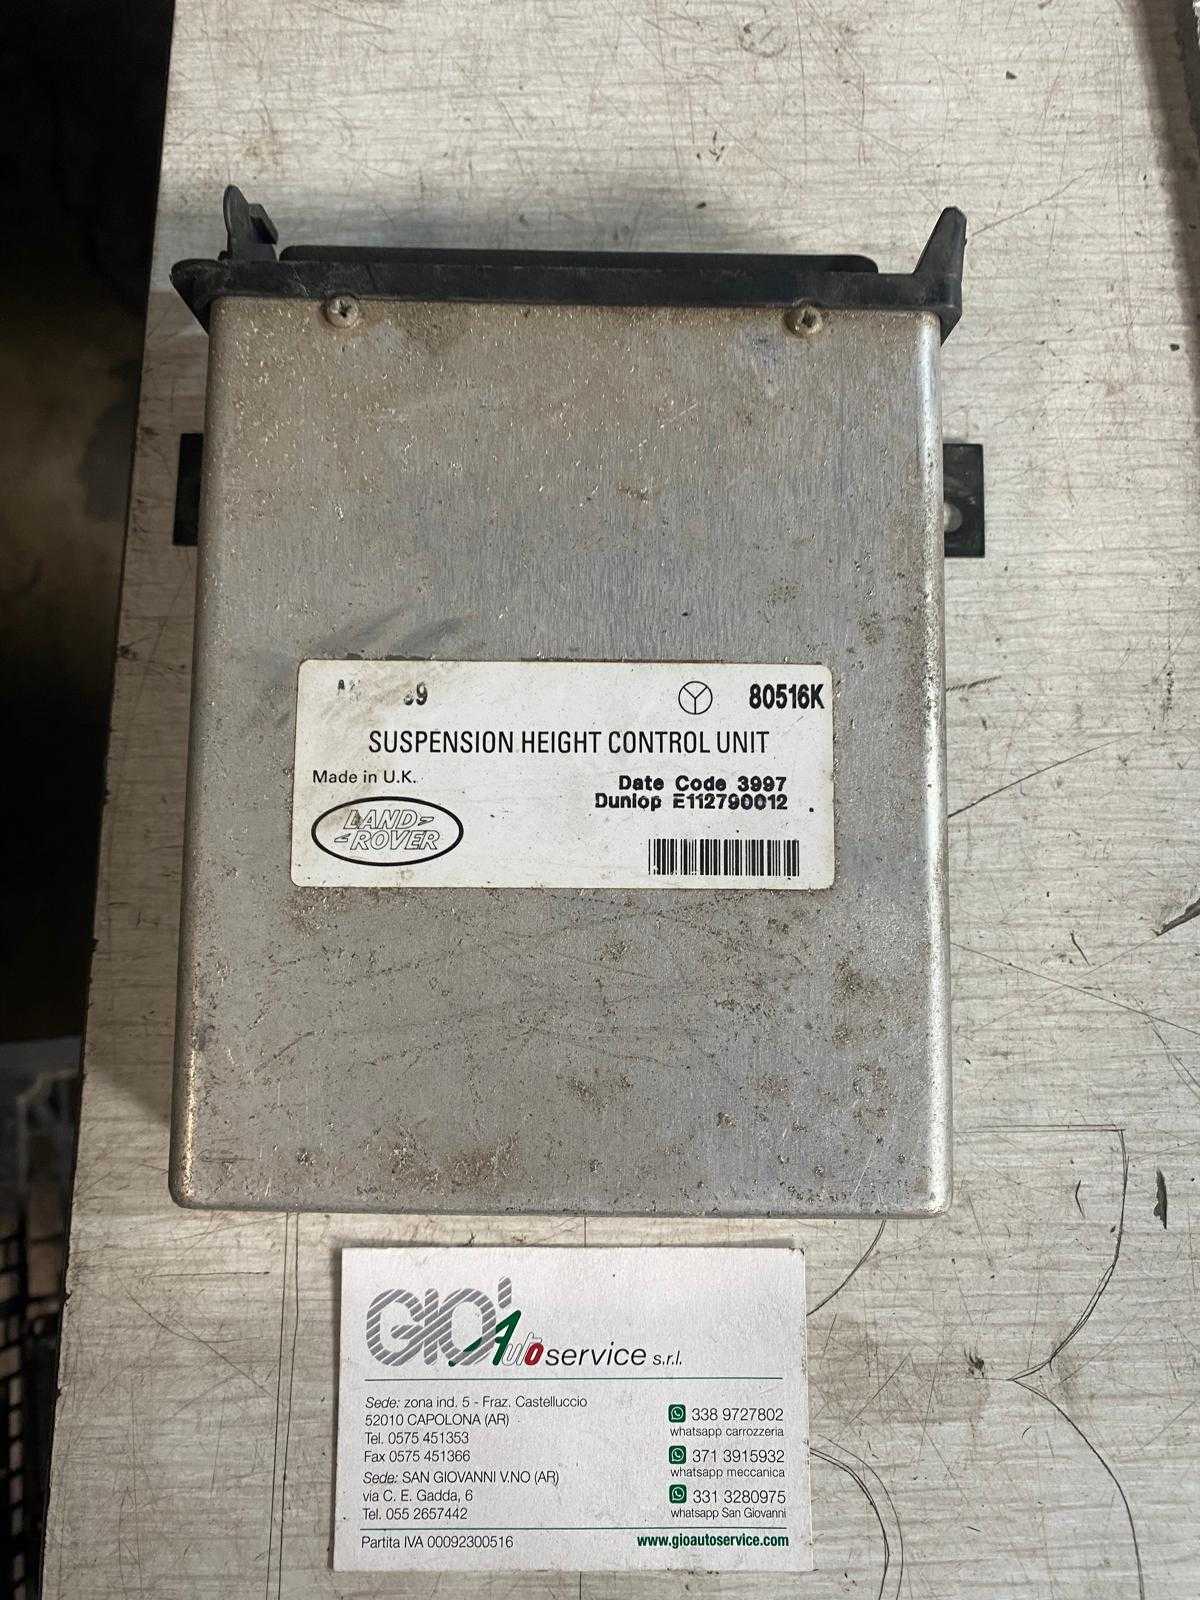 80516K
SUSPENSION HEIGHT CONTROL UNIT
Made in U.K.
Date Code 3997
Dunlop E112790012
LAND
ROVER
GIO' Autoservice s.r.l.
Sede: zona ind. 5 - Fraz. Castelluccio
52010 CAPOLONA (AR)
Tel. 0575 451353
Fax 0575 451366
Sede: SAN GIOVANNI V.NO (AR)
via C. E. Gadda, 6
Tel. 055 2657442
338 9727802
whatsapp carrozzeria
371 3915932
whatsapp meccanica
331 3280975
whatsapp San Giovanni
Partita IVA 00092300516
www.gioautoservice.com